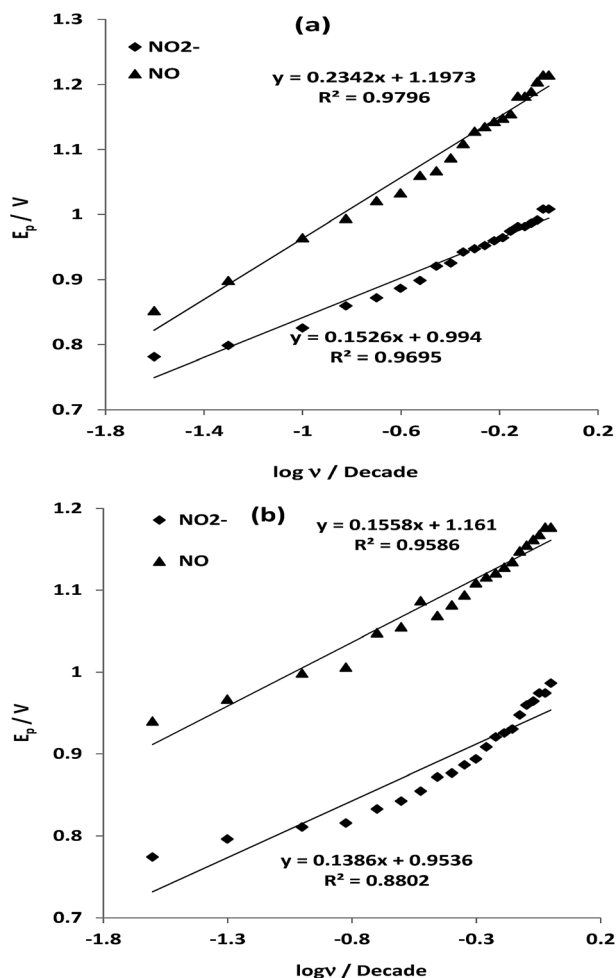 (a)
NO2-
NO
y = 0.2342x + 1.1973
R² = 0.9796
y = 0.1526x + 0.994
R² = 0.9695
1.3
1.2
1.1
1
0.9
0.8
0.7
Ep / V
-1.8
-1.4
-1
-0.6
-0.2
0.2
log ν / Decade
(b)
NO2-
NO
y = 0.1558x + 1.161
R² = 0.9586
y = 0.1386x + 0.9536
R² = 0.8802
1.2
1.1
1
0.9
0.8
0.7
Ep / V
-1.8
-1.3
-0.8
-0.3
0.2
logν / Decade